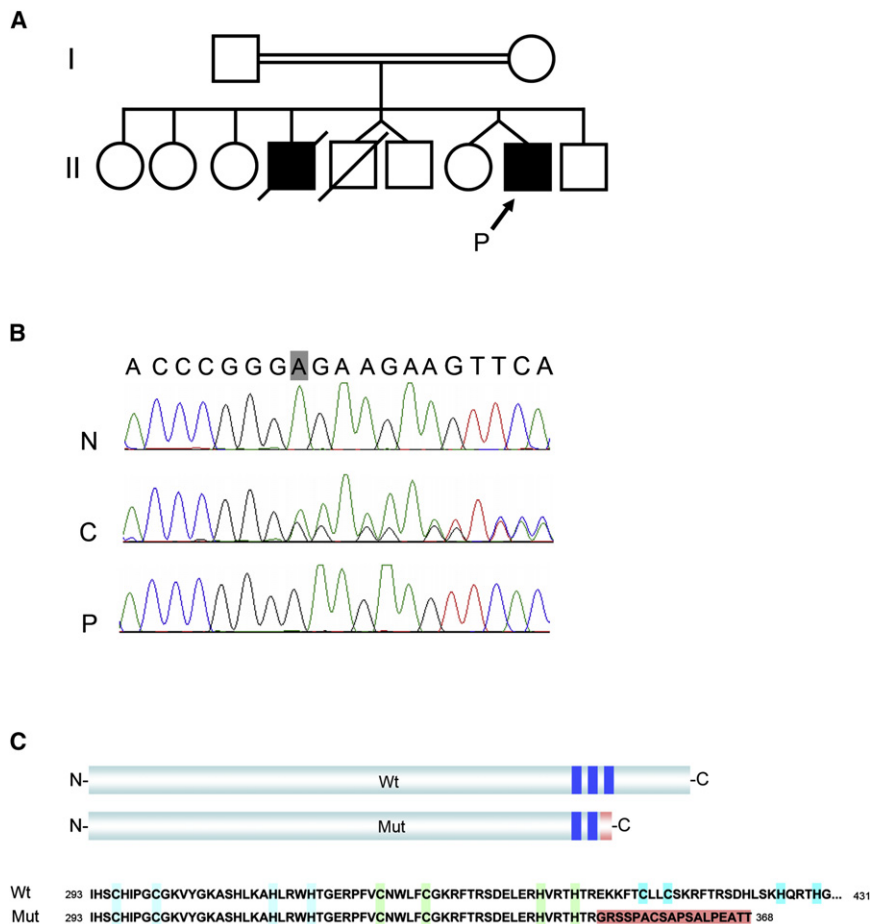 A
I
II
P
B
A C C C G G G A G A A G A A G T T C A
N
C
P
C
N- Wt -C
N- Mut -C
Wt 293 IHSCHIPGCGKVYGKASHLKAHLRWHTGERPFVCNWLFCGKRFTRSDELERHVRTHTREKKFTCLLCSKRFTRSDHLSKHQRTHG... 431
Mut 293 IHSCHIPGCGKVYGKASHLKAHLRWHTGERPFVCNWLFCGKRFTRSDELERHVRTHTRGRSSPACSAPSALPEATT 368